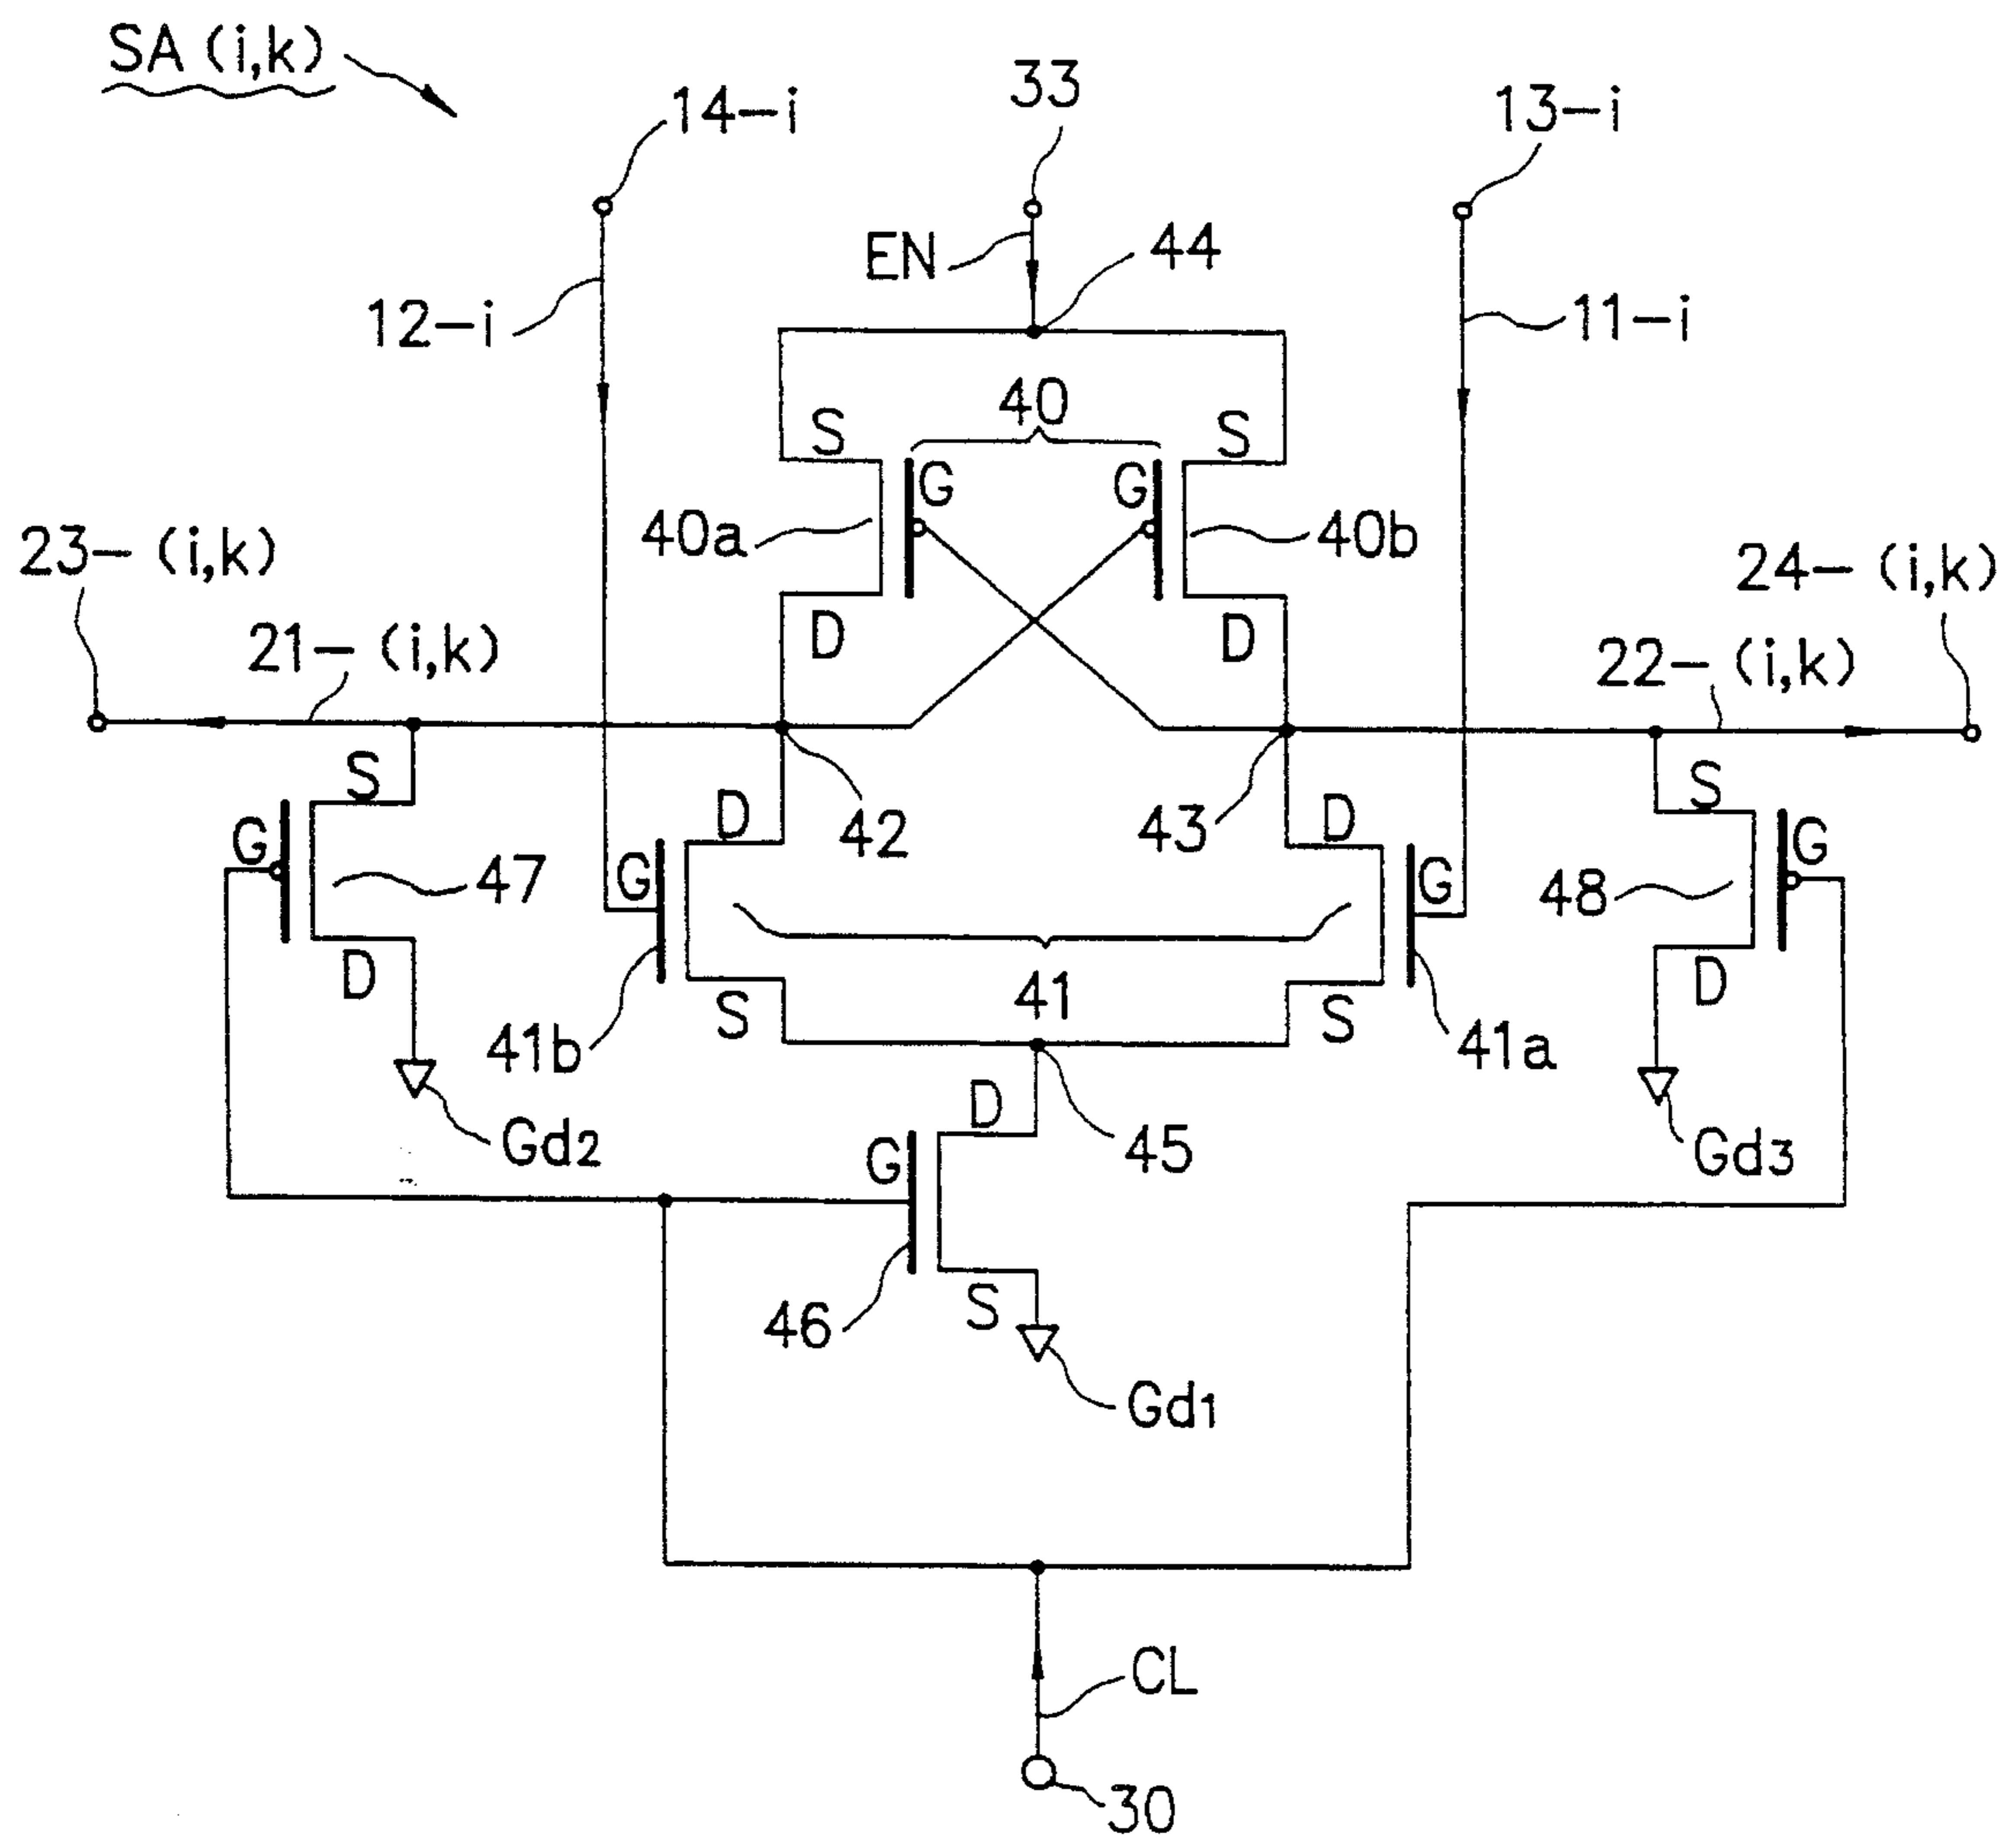 SA (i,k)
14-i
33
13-i
EN
44
12-i
11-i
40
S
S
G
G
40a
40b
23- (i,k)
24- (i,k)
D
D
21- (i,k)
22- (i,k)
S
S
D
42
43
D
G
G
47
G
G
48
D
D
S
41
S
41b
41a
D
45
Gd2
Gd3
G
46
S
Gd1
CL
30